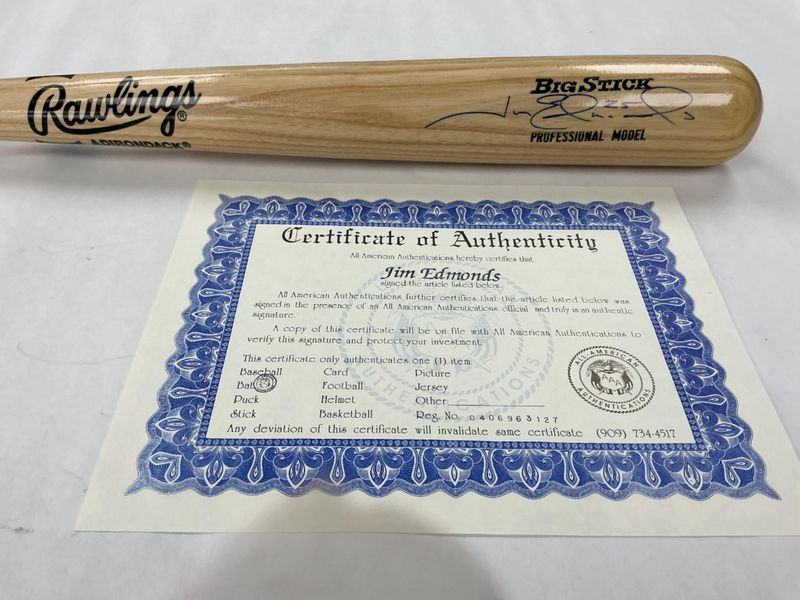 Rawlings®
ADIRONDACK®
BIG STICK
Jim Edmonds 25
PROFESSIONAL MODEL
Certificate of Authenticity
All American Authentications hereby certifies that
Jim Edmonds
signed the article listed below.
All American Authentications further certifies that the article listed below was
signed in the presence of an All American Authentications official and truly is an authentic
signature.
A copy of this certificate will be on file with All American Authentications to
verify this signature and protect your investment.
This certificate only authenticates one (1) item:
Baseball Card Picture
Bat Football Jersey
Puck Helmet Other
Stick Basketball Reg. No. 0406963127
Any deviation of this certificate will invalidate same certificate (909) 734-4517
ALL AMERICAN
AAA
AUTHENTICATIONS